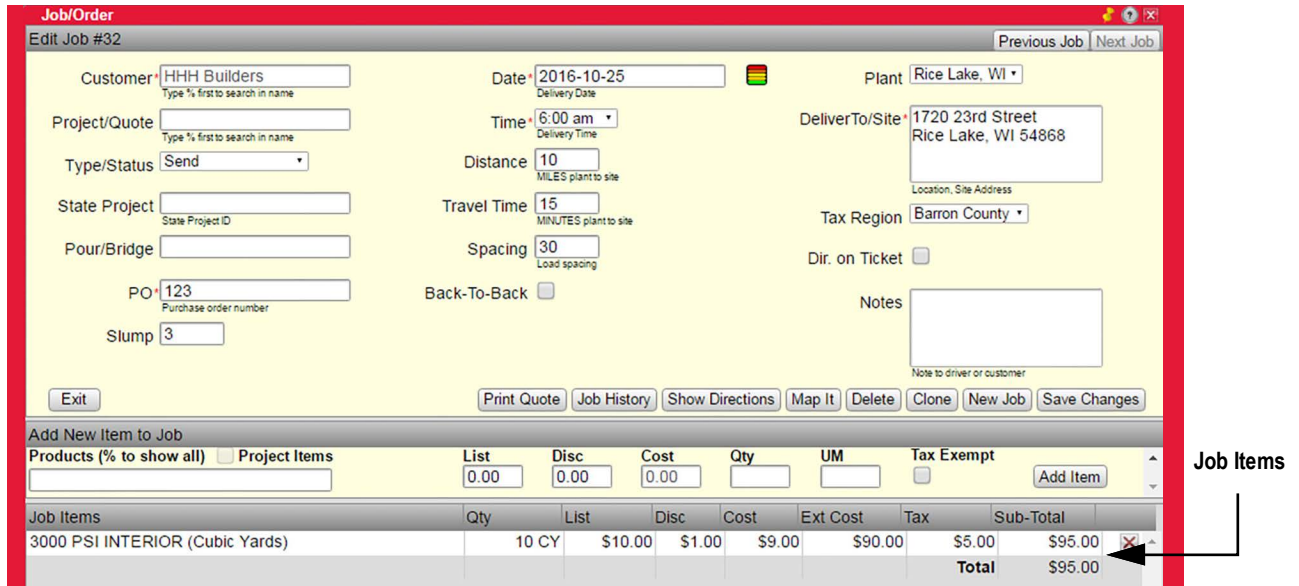 Job/Order
Edit Job #32 Previous Job Next Job
Customer* HHH Builders Date* 2016-10-25 Plant Rice Lake, WI
Type % first to search in name Delivery Date
Project/Quote Time* 6:00 am DeliverTo/Site* 1720 23rd Street
Rice Lake, WI 54868
Type % first to search in name Delivery Time
Type/Status Send Distance 10
MILES plant to site
Location, Site Address
State Project Travel Time 15 Tax Region Barron County
State Project ID MINUTES plant to site
Pour/Bridge Spacing 30 Dir. on Ticket
Load spacing
PO* 123 Back-To-Back Notes
Purchase order number
Slump 3
Note to driver or customer
Exit Print Quote Job History Show Directions Map It Delete Clone New Job Save Changes
Add New Item to Job
Products (% to show all) Project Items List Disc Cost Qty UM Tax Exempt
0.00 0.00 0.00 Add Item
Job Items
Job Items Qty List Disc Cost Ext Cost Tax Sub-Total
3000 PSI INTERIOR (Cubic Yards) 10 CY $10.00 $1.00 $9.00 $90.00 $5.00 $95.00
Total $95.00